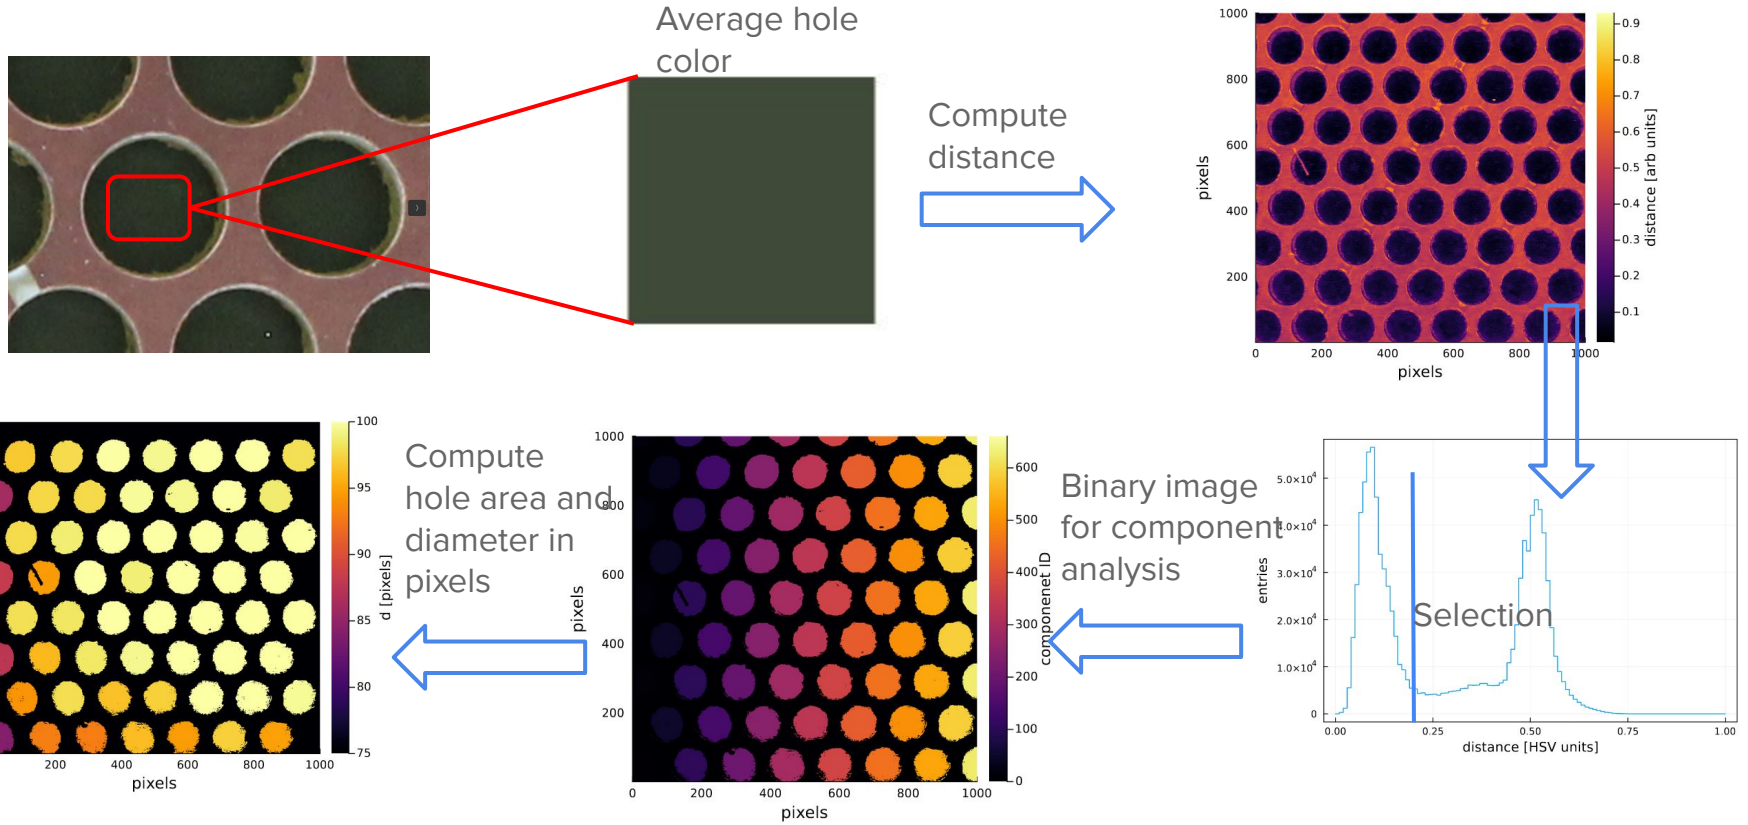 Average hole
color
Compute
distance
1000
800
600
400
200
0
200
400
600
800
1000
pixels
pixels
0.9
0.8
0.7
0.6
0.5
0.4
0.3
0.2
0.1
distance [arb units]
5.0×10⁴
4.0×10⁴
3.0×10⁴
2.0×10⁴
1.0×10⁴
0
0.00
0.25
0.50
0.75
1.00
distance [HSV units]
entries
Selection
Binary image
for component
analysis
1000
800
600
400
200
0
200
400
600
800
1000
pixels
pixels
600
500
400
300
200
100
0
componenet ID
Compute
hole area and
diameter in
pixels
200
400
600
800
1000
pixels
100
95
90
85
80
75
d [pixels]